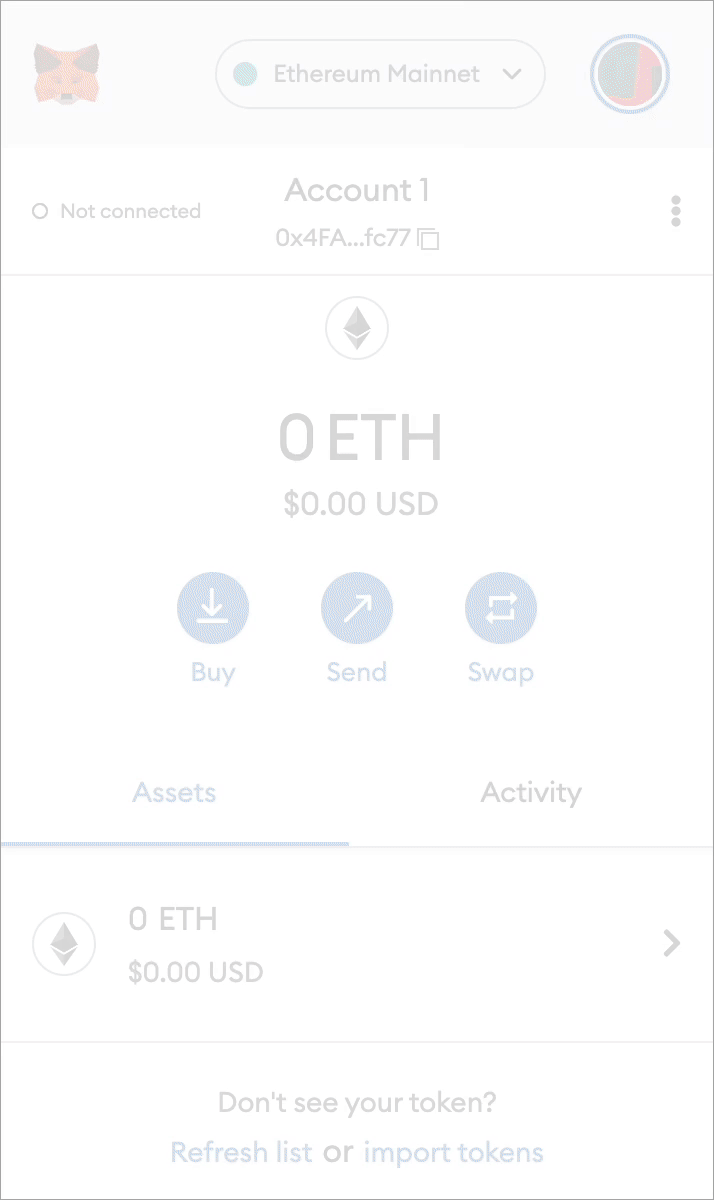 Ethereum Mainnet
Account 1
Not connected
0x4FA...fc77
0 ETH
$0.00 USD
Buy
Send
Swap
Assets
Activity
0 ETH
$0.00 USD
Don't see your token?
Refresh list or import tokens